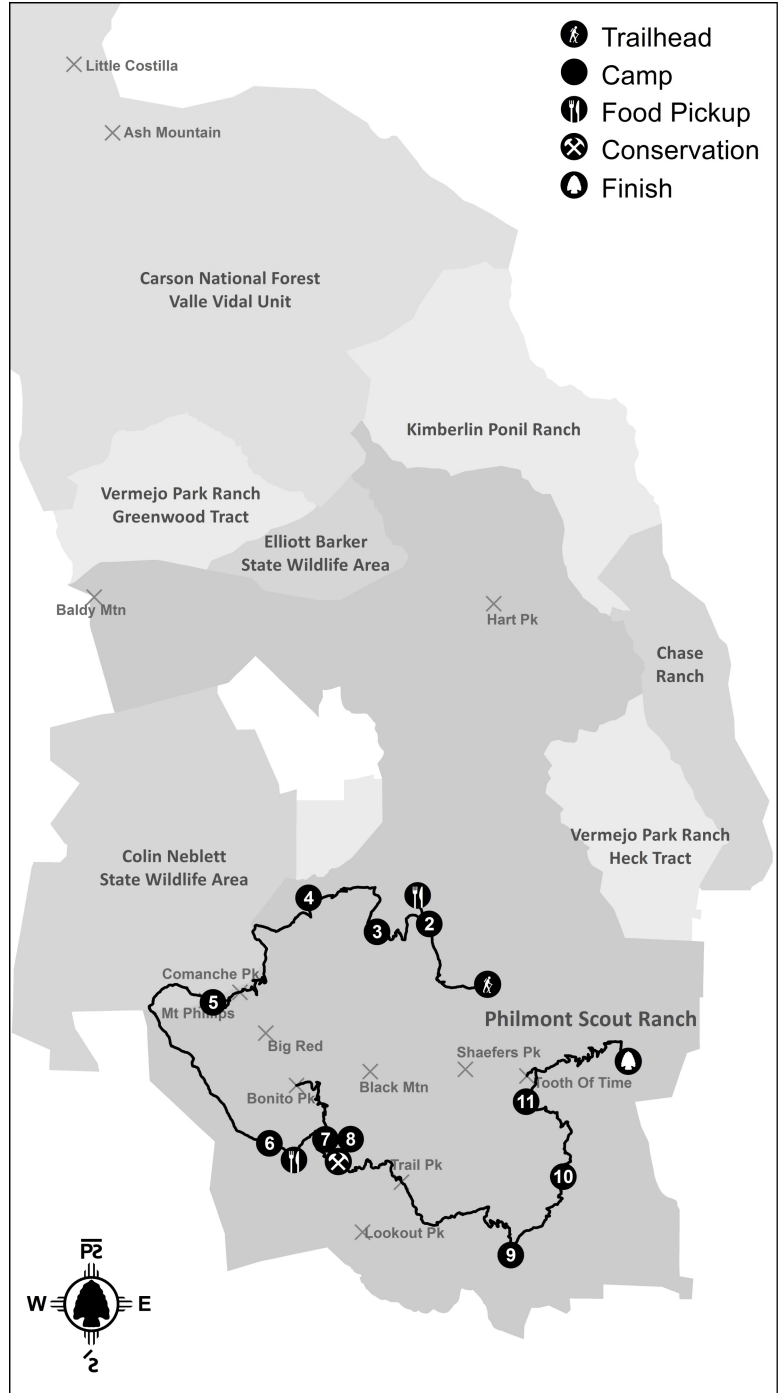 Trailhead
Camp
Food Pickup
Conservation
Finish
Little Costilla
Ash Mountain
Carson National Forest
Valle Vidal Unit
Kimberlin Ponil Ranch
Vermejo Park Ranch
Greenwood Tract
Elliott Barker
State Wildlife Area
Baldy Mtn
Hart Pk
Chase
Ranch
Vermejo Park Ranch
Heck Tract
Colin Neblett
State Wildlife Area
4
3
2
Comanche Pk
5
Mt Phillips
Philmont Scout Ranch
Big Red
Shaefers Pk
Black Mtn
Tooth Of Time
Bonito Pk
11
6
7
8
Trail Pk
10
Lookout Pk
9
W
E